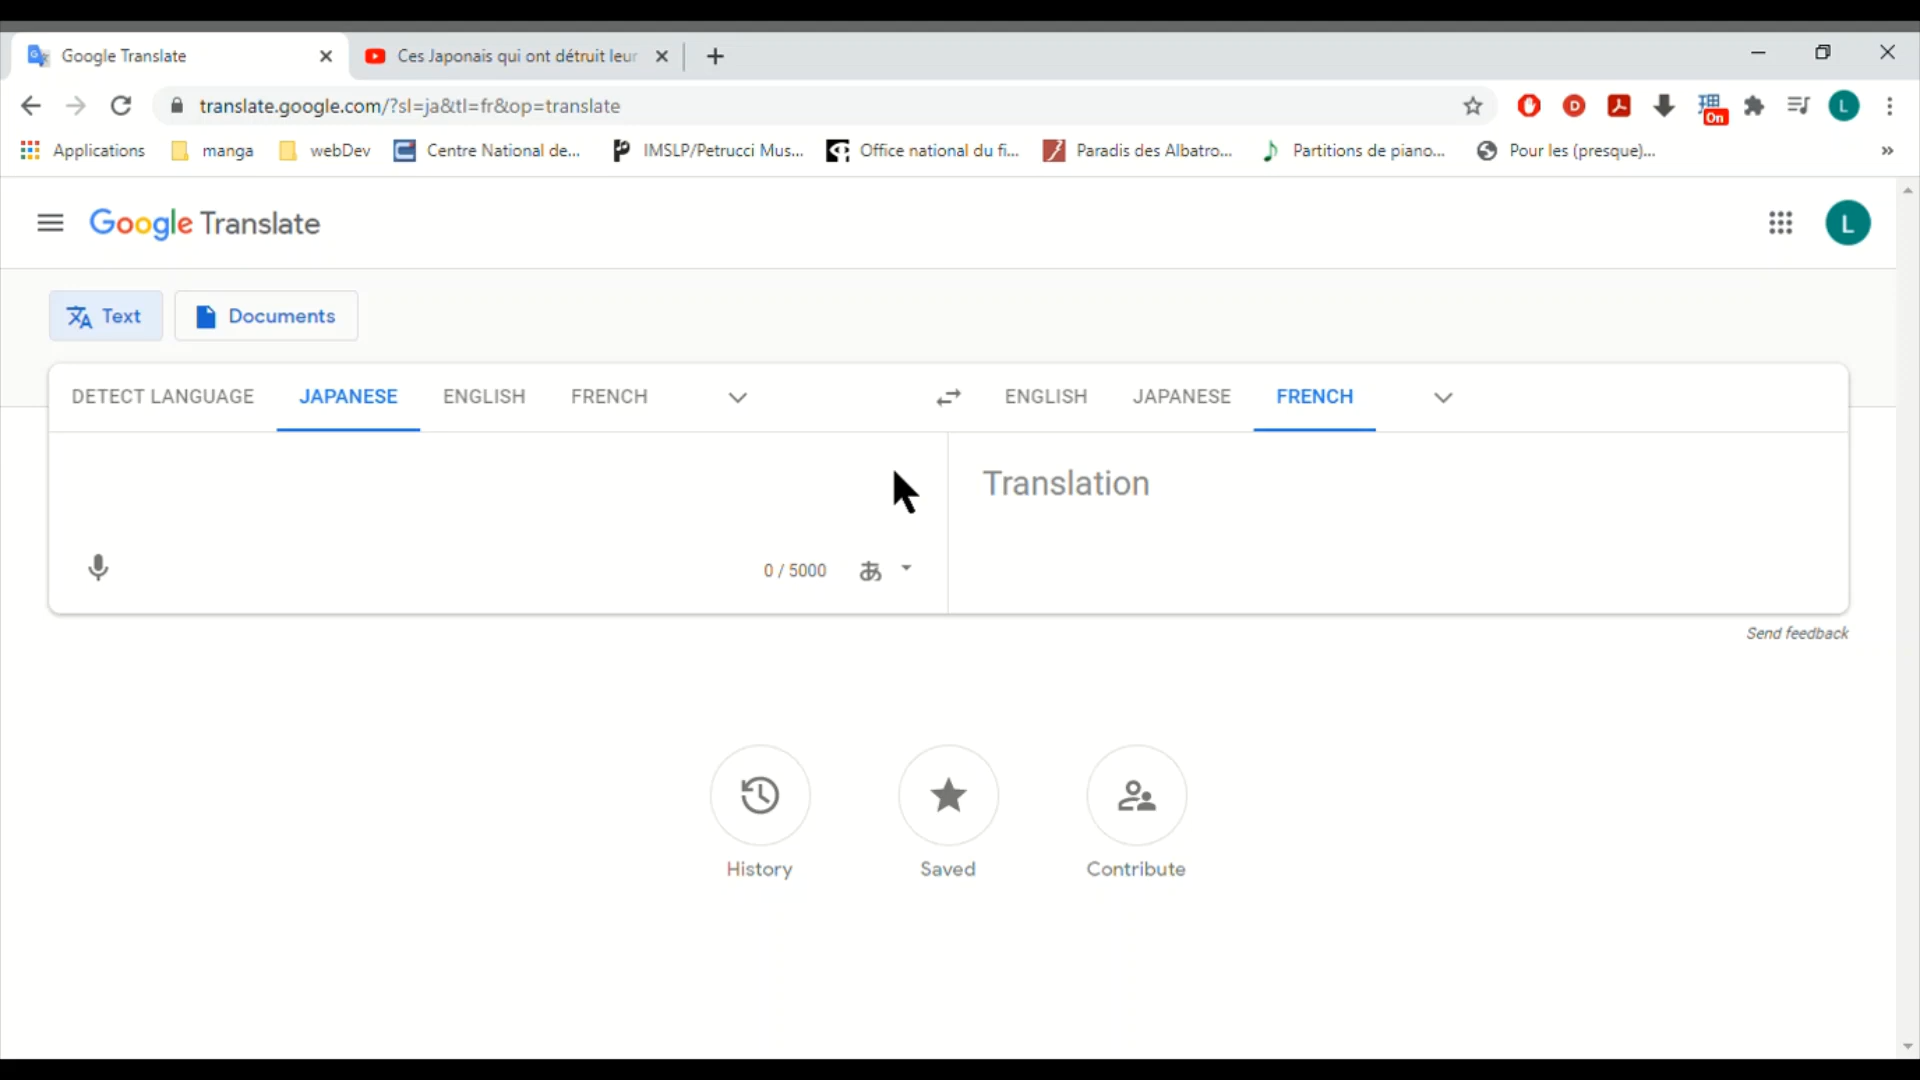 Google Translate
Ces Japonais qui ont détruit leur
translate.google.com/?sl=ja&tl=fr&op=translate
On
L
Applications manga webDev Centre National de... IMSLP/Petrucci Mus... Office national du fi... Paradis des Albatro... Partitions de piano... Pour les (presque)... »
Google Translate
L
Text Documents
DETECT LANGUAGE JAPANESE ENGLISH FRENCH ENGLISH JAPANESE FRENCH
Translation
0 / 5000 あ
Send feedback
History Saved Contribute